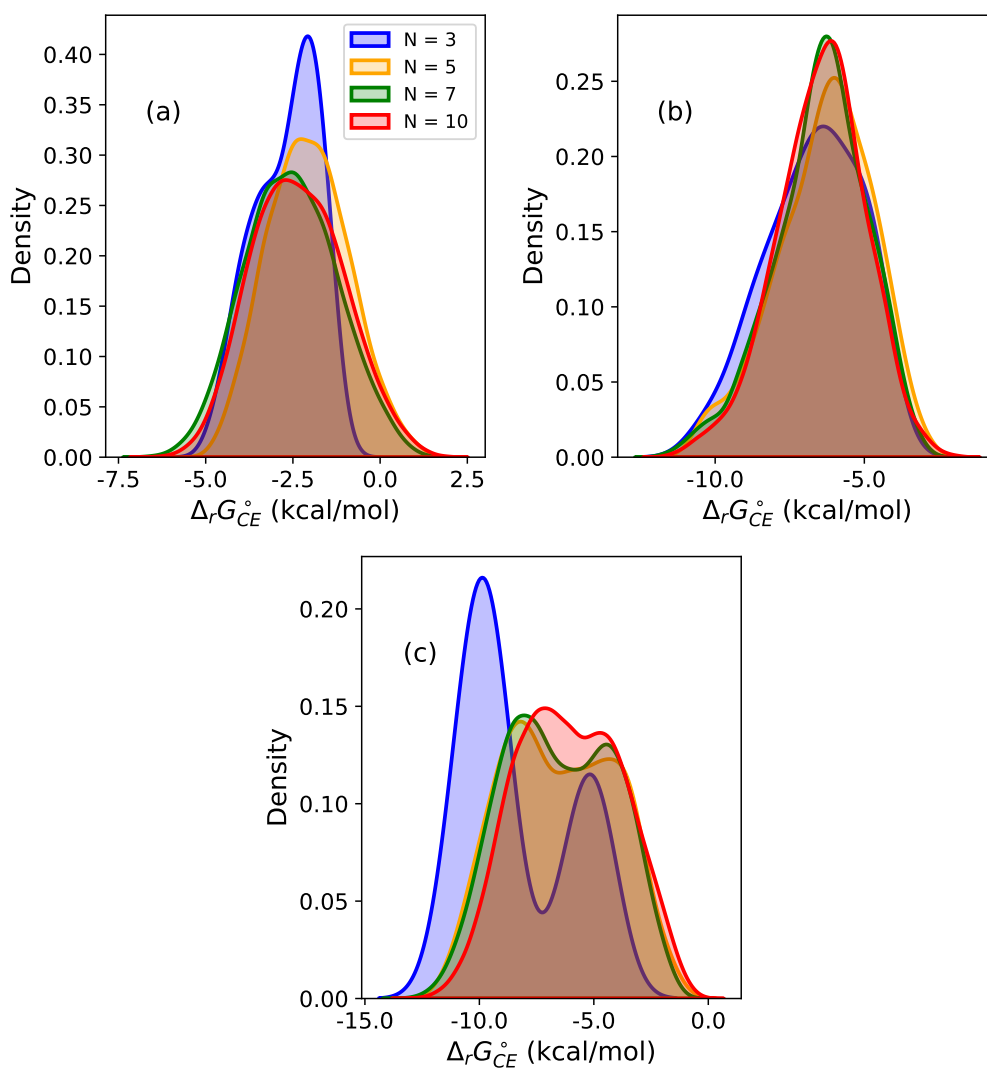 (a)
N = 3
N = 5
N = 7
N = 10
Density
0.40
0.35
0.30
0.25
0.20
0.15
0.10
0.05
0.00
-7.5 -5.0 -2.5 0.0 2.5
ΔrG°CE (kcal/mol)
(b)
Density
0.25
0.20
0.15
0.10
0.05
0.00
-10.0 -5.0
ΔrG°CE (kcal/mol)
(c)
Density
0.20
0.15
0.10
0.05
0.00
-15.0 -10.0 -5.0 0.0
ΔrG°CE (kcal/mol)